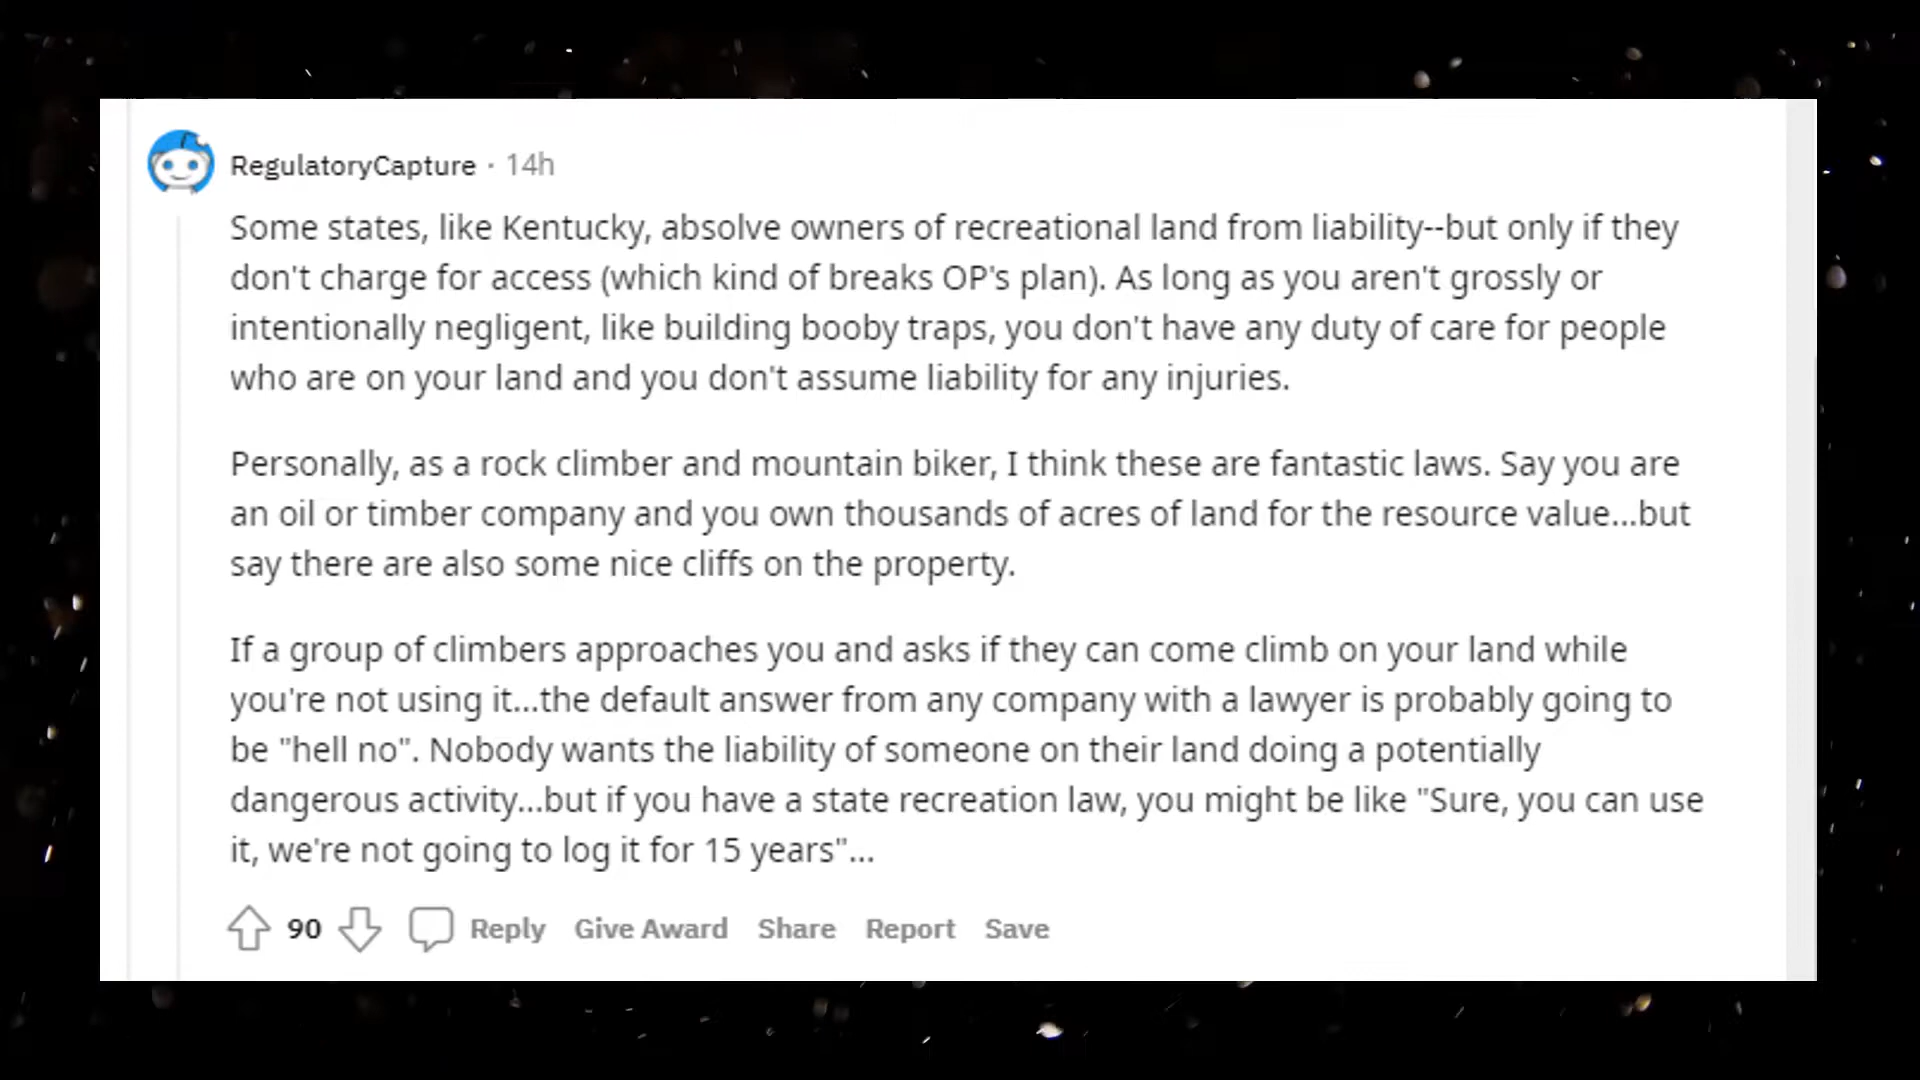 RegulatoryCapture · 14h
Some states, like Kentucky, absolve owners of recreational land from liability--but only if they
don't charge for access (which kind of breaks OP's plan). As long as you aren't grossly or
intentionally negligent, like building booby traps, you don't have any duty of care for people
who are on your land and you don't assume liability for any injuries.
Personally, as a rock climber and mountain biker, I think these are fantastic laws. Say you are
an oil or timber company and you own thousands of acres of land for the resource value...but
say there are also some nice cliffs on the property.
If a group of climbers approaches you and asks if they can come climb on your land while
you're not using it...the default answer from any company with a lawyer is probably going to
be "hell no". Nobody wants the liability of someone on their land doing a potentially
dangerous activity...but if you have a state recreation law, you might be like "Sure, you can use
it, we're not going to log it for 15 years"...
90 Reply Give Award Share Report Save